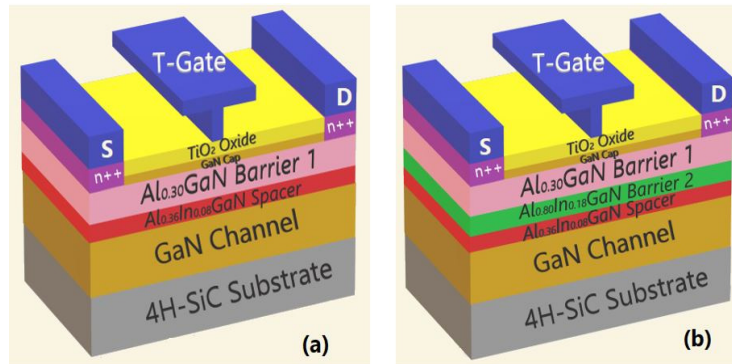 T-Gate
D
S
n++
n++
TiO₂ Oxide
GaN Cap
Al₀.₃₀GaN Barrier 1
Al₀.₃₆In₀.₀₈GaN Spacer
GaN Channel
4H-SiC Substrate
(a)
T-Gate
D
S
n++
n++
TiO₂ Oxide
GaN Cap
Al₀.₃₀GaN Barrier 1
Al₀.₈₀In₀.₁₈GaN Barrier 2
Al₀.₃₆In₀.₀₈GaN Spacer
GaN Channel
4H-SiC Substrate
(b)